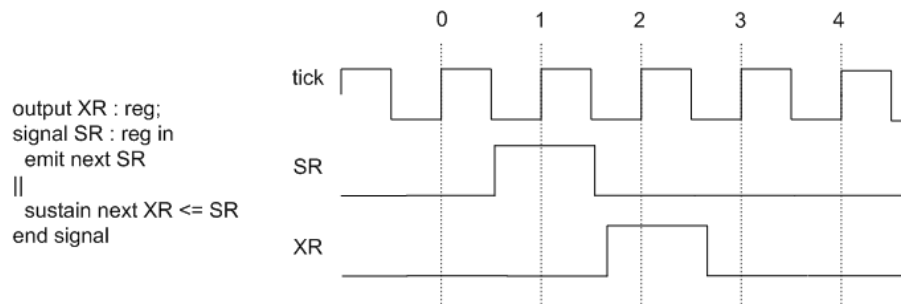 0 1 2 3 4
tick
output XR : reg;
signal SR : reg in
emit next SR
||
sustain next XR <= SR
end signal
SR
XR